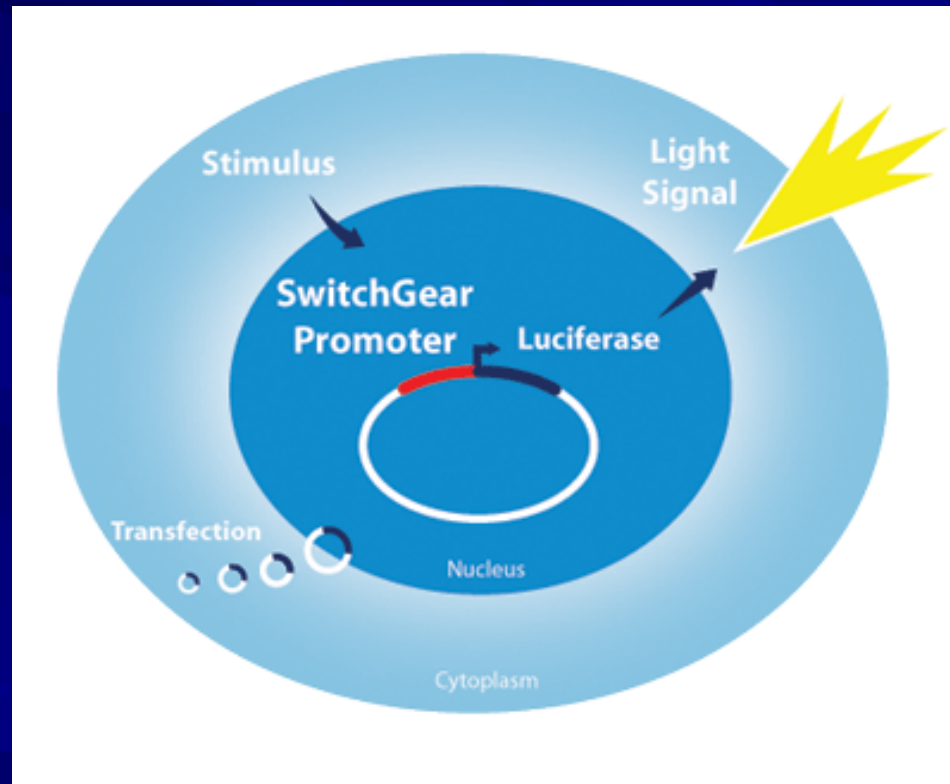 Stimulus
Light
Signal
SwitchGear
Promoter
Luciferase
Transfection
Nucleus
Cytoplasm